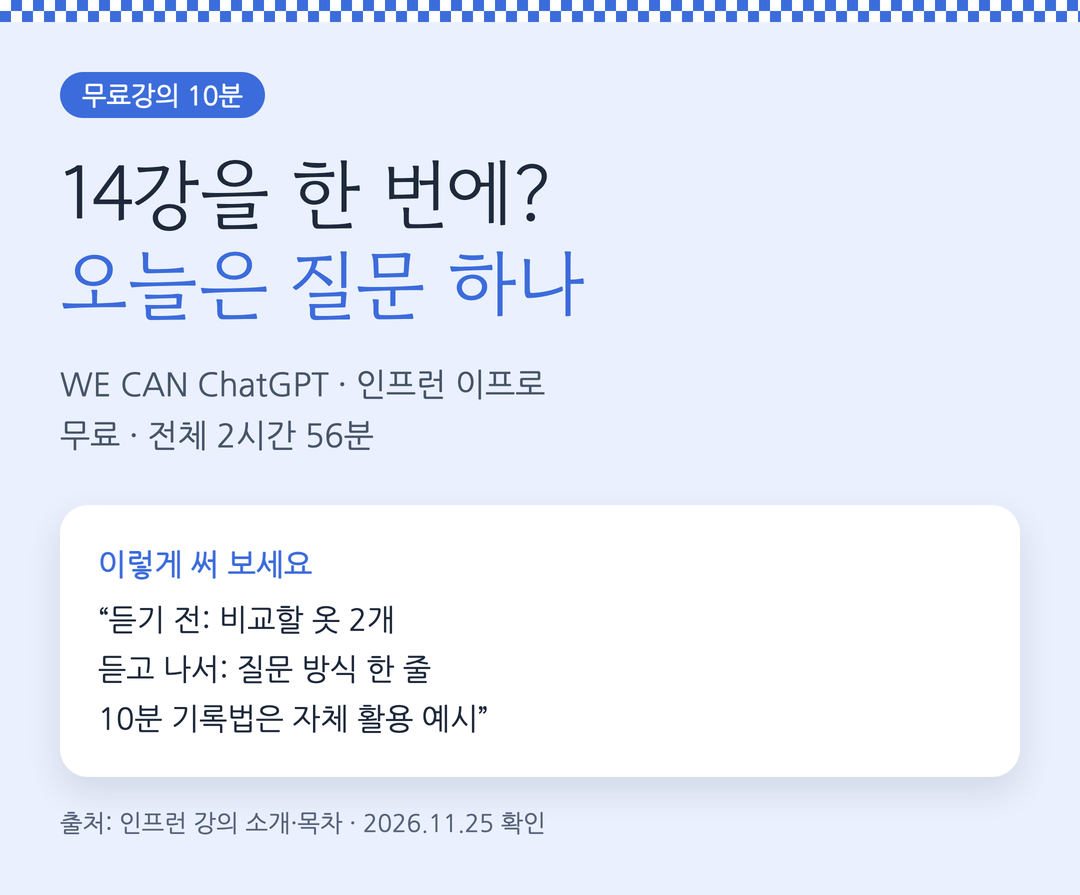 무료강의 10분
14강을 한 번에?
오늘은 질문 하나
WE CAN ChatGPT · 인프런 이프로
무료 · 전체 2시간 56분
이렇게 써 보세요
“듣기 전: 비교할 옷 2개
듣고 나서: 질문 방식 한 줄
10분 기록법은 자체 활용 예시”
출처: 인프런 강의 소개·목차 · 2026.11.25 확인